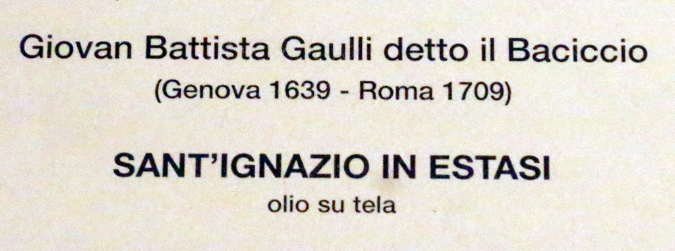 Giovan Battista Gaulli detto il Baciccio
(Genova 1639 - Roma 1709)
SANT'IGNAZIO IN ESTASI
olio su tela